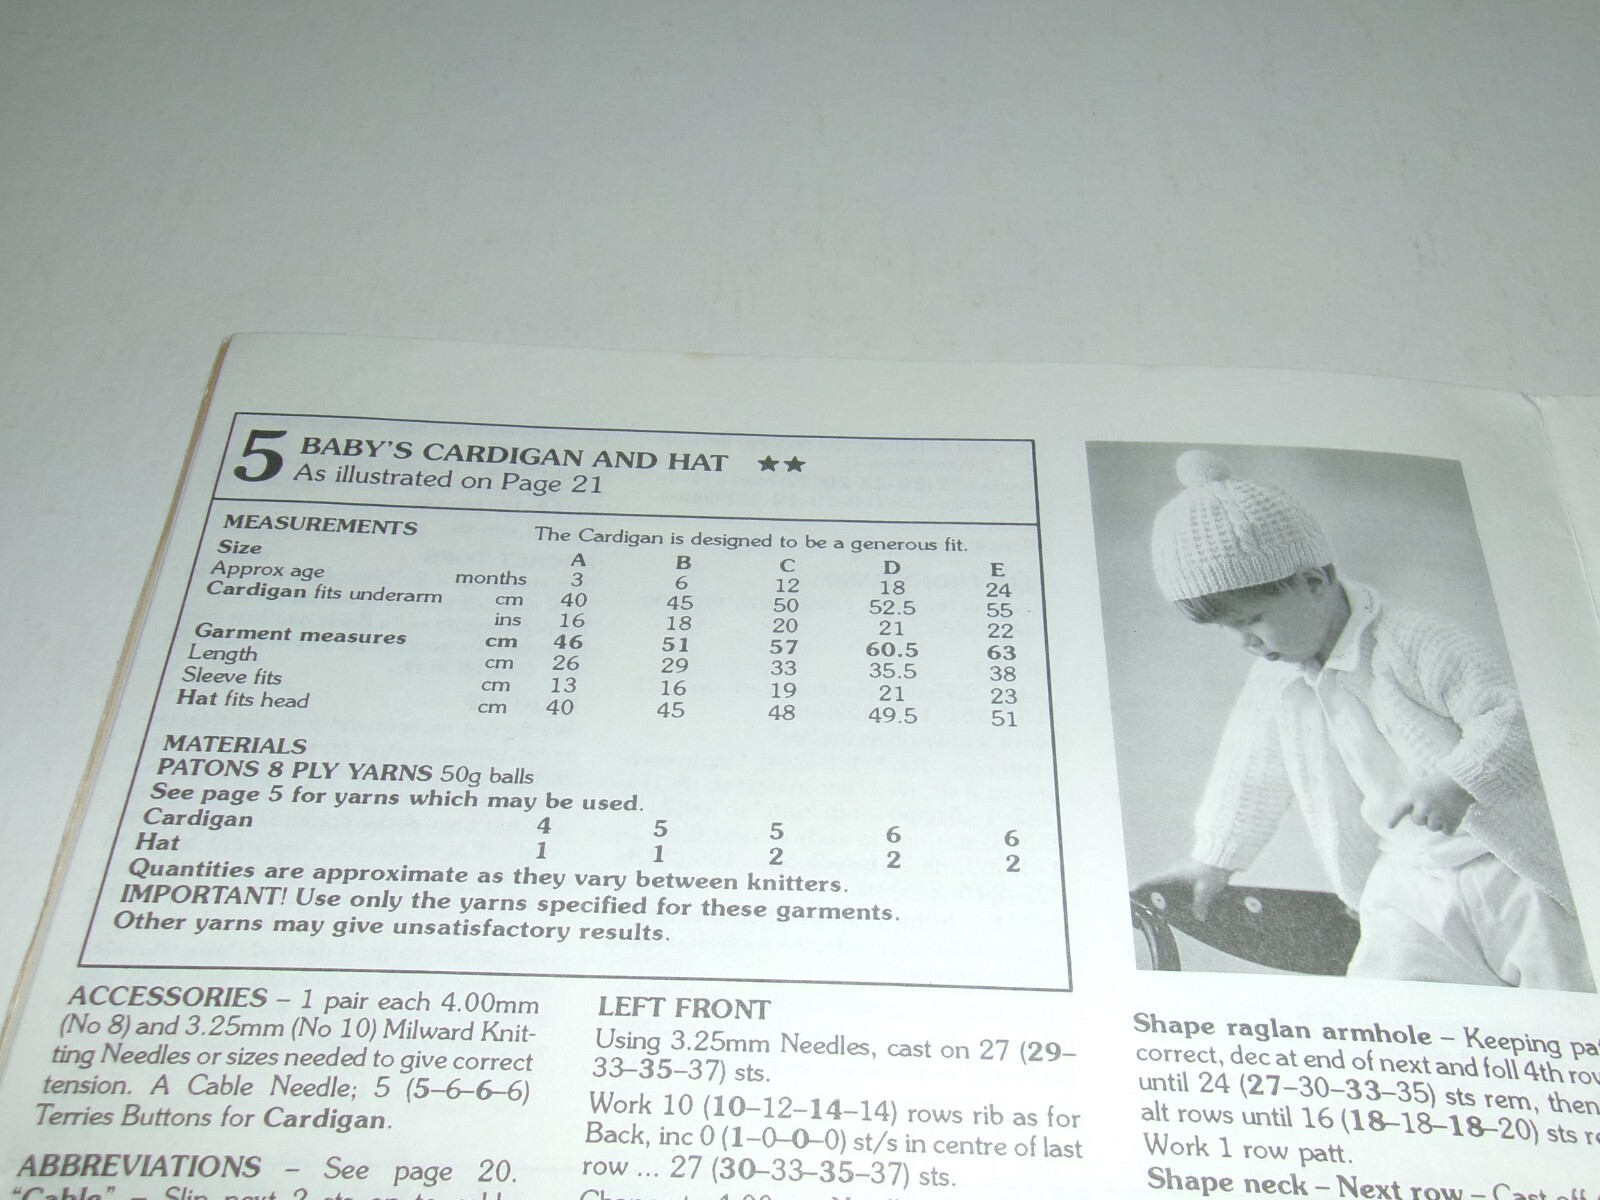 5 BABY'S CARDIGAN AND HAT ★★
As illustrated on Page 21
MEASUREMENTS The Cardigan is designed to be a generous fit.
Size A B C D E
Approx age months 3 6 12 18 24
Cardigan fits underarm cm 40 45 50 52.5 55
ins 16 18 20 21 22
Garment measures cm 46 51 57 60.5 63
Length cm 26 29 33 35.5 38
Sleeve fits cm 13 16 19 21 23
Hat fits head cm 40 45 48 49.5 51
MATERIALS
PATONS 8 PLY YARNS 50g balls
See page 5 for yarns which may be used.
Cardigan 4 5 5 6 6
Hat 1 1 2 2 2
Quantities are approximate as they vary between knitters.
IMPORTANT! Use only the yarns specified for these garments.
Other yarns may give unsatisfactory results.
ACCESSORIES – 1 pair each 4.00mm
(No 8) and 3.25mm (No 10) Milward Knit-
ting Needles or sizes needed to give correct
tension. A Cable Needle; 5 (5–6–6–6)
Terries Buttons for Cardigan.
ABBREVIATIONS – See page 20.
"Cable" – Slip next 2 sts on to
LEFT FRONT
Using 3.25mm Needles, cast on 27 (29–
33–35–37) sts.
Work 10 (10–12–14–14) rows rib as for
Back, inc 0 (1–0–0–0) st/s in centre of last
row ... 27 (30–33–35–37) sts.
Shape raglan armhole – Keeping
correct, dec at end of next and foll 4th
until 24 (27–30–33–35) sts rem, then
alt rows until 16 (18–18–18–20) sts
Work 1 row patt.
Shape neck – Next row – Cast off